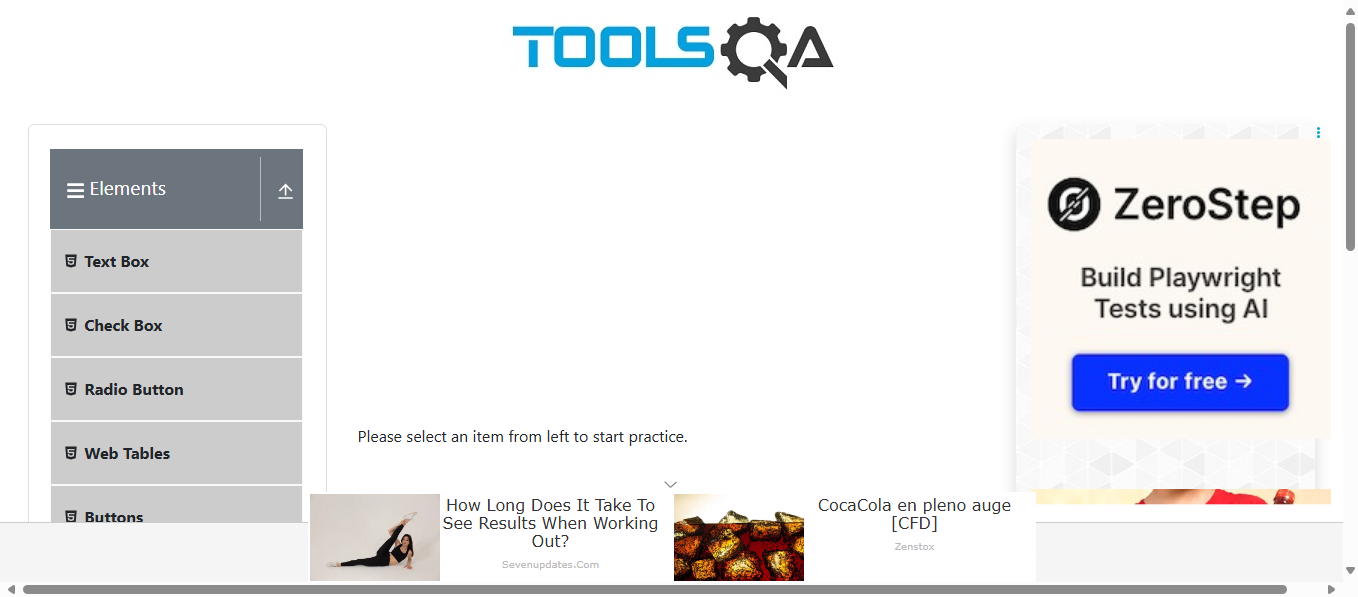 TOOLSQA
Elements
Text Box
Check Box
Radio Button
Web Tables
Buttons
Please select an item from left to start practice.
ZeroStep
Build Playwright
Tests using AI
Try for free →
How Long Does It Take To
See Results When Working
Out?
Sevenupdates.Com
CocaCola en pleno auge
[CFD]
Zenstox